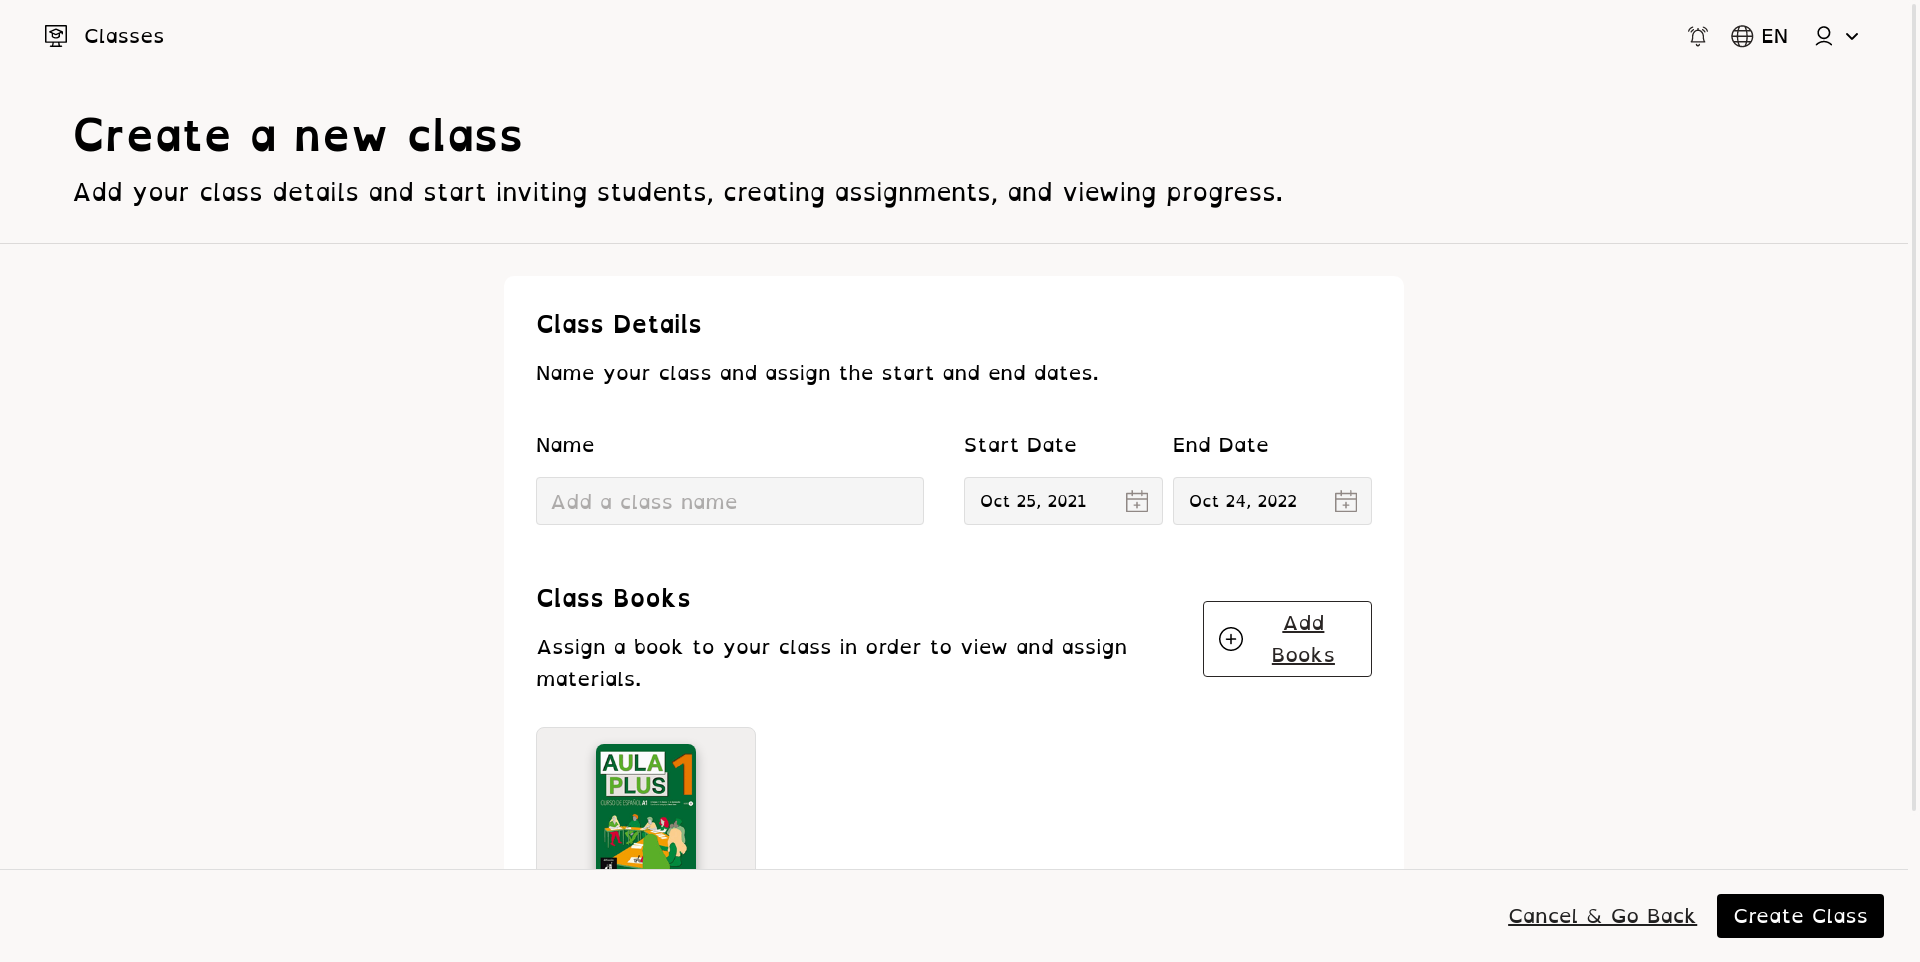 Classes
EN
Create a new class
Add your class details and start inviting students, creating assignments, and viewing progress.
Class Details
Name your class and assign the start and end dates.
Name
Start Date
End Date
Add a class name
Oct 25, 2021
Oct 24, 2022
Class Books
Add
Books
Assign a book to your class in order to view and assign
materials.
AULA
PLUS
1
CURSO DE ESPAÑOL A1
Cancel & Go Back
Create Class